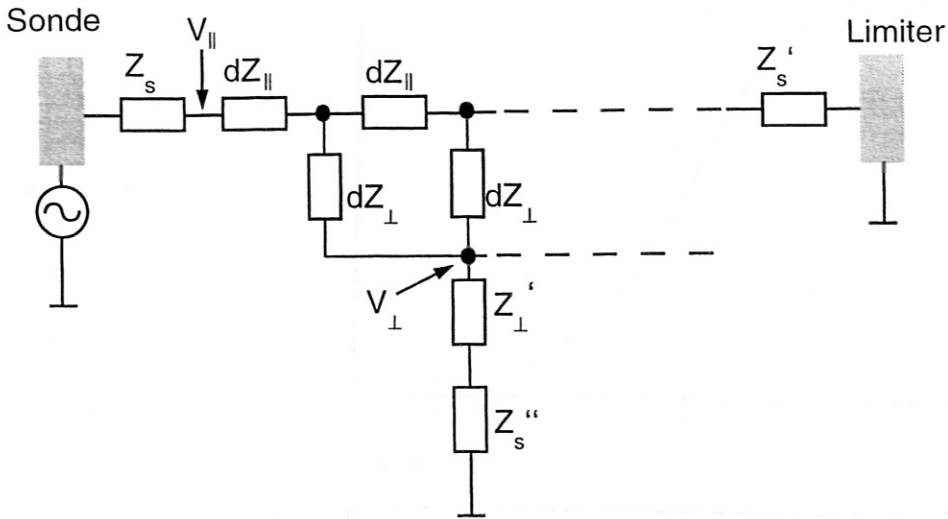 Sonde
Limiter
V||
Zs
dZ||
dZ||
Zs‘
dZ⊥
dZ⊥
V⊥
Z⊥‘
Zs“